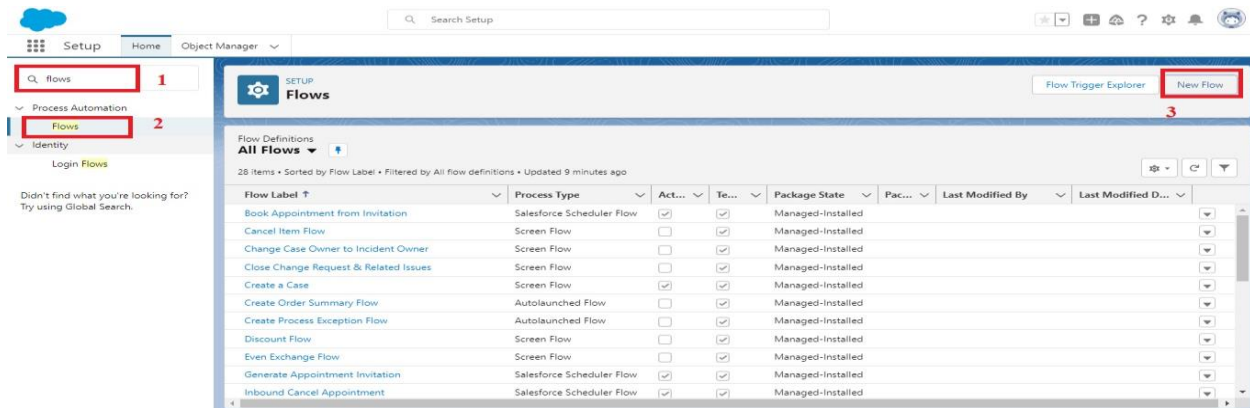 Search Setup
Setup Home Object Manager
flows 1
Process Automation
Flows 2
Identity
Login Flows
Didn't find what you're looking for?
Try using Global Search.
SETUP
Flows
Flow Trigger Explorer New Flow
3
Flow Definitions
All Flows
28 items • Sorted by Flow Label • Filtered by All flow definitions • Updated 9 minutes ago
Flow Label ↑ Process Type Act... Te... Package State Pac... Last Modified By Last Modified D...
Book Appointment from Invitation Salesforce Scheduler Flow Managed-Installed
Cancel Item Flow Screen Flow Managed-Installed
Change Case Owner to Incident Owner Screen Flow Managed-Installed
Close Change Request & Related Issues Screen Flow Managed-Installed
Create a Case Screen Flow Managed-Installed
Create Order Summary Flow Autolaunched Flow Managed-Installed
Create Process Exception Flow Autolaunched Flow Managed-Installed
Discount Flow Screen Flow Managed-Installed
Even Exchange Flow Screen Flow Managed-Installed
Generate Appointment Invitation Salesforce Scheduler Flow Managed-Installed
Inbound Cancel Appointment Salesforce Scheduler Flow Managed-Installed